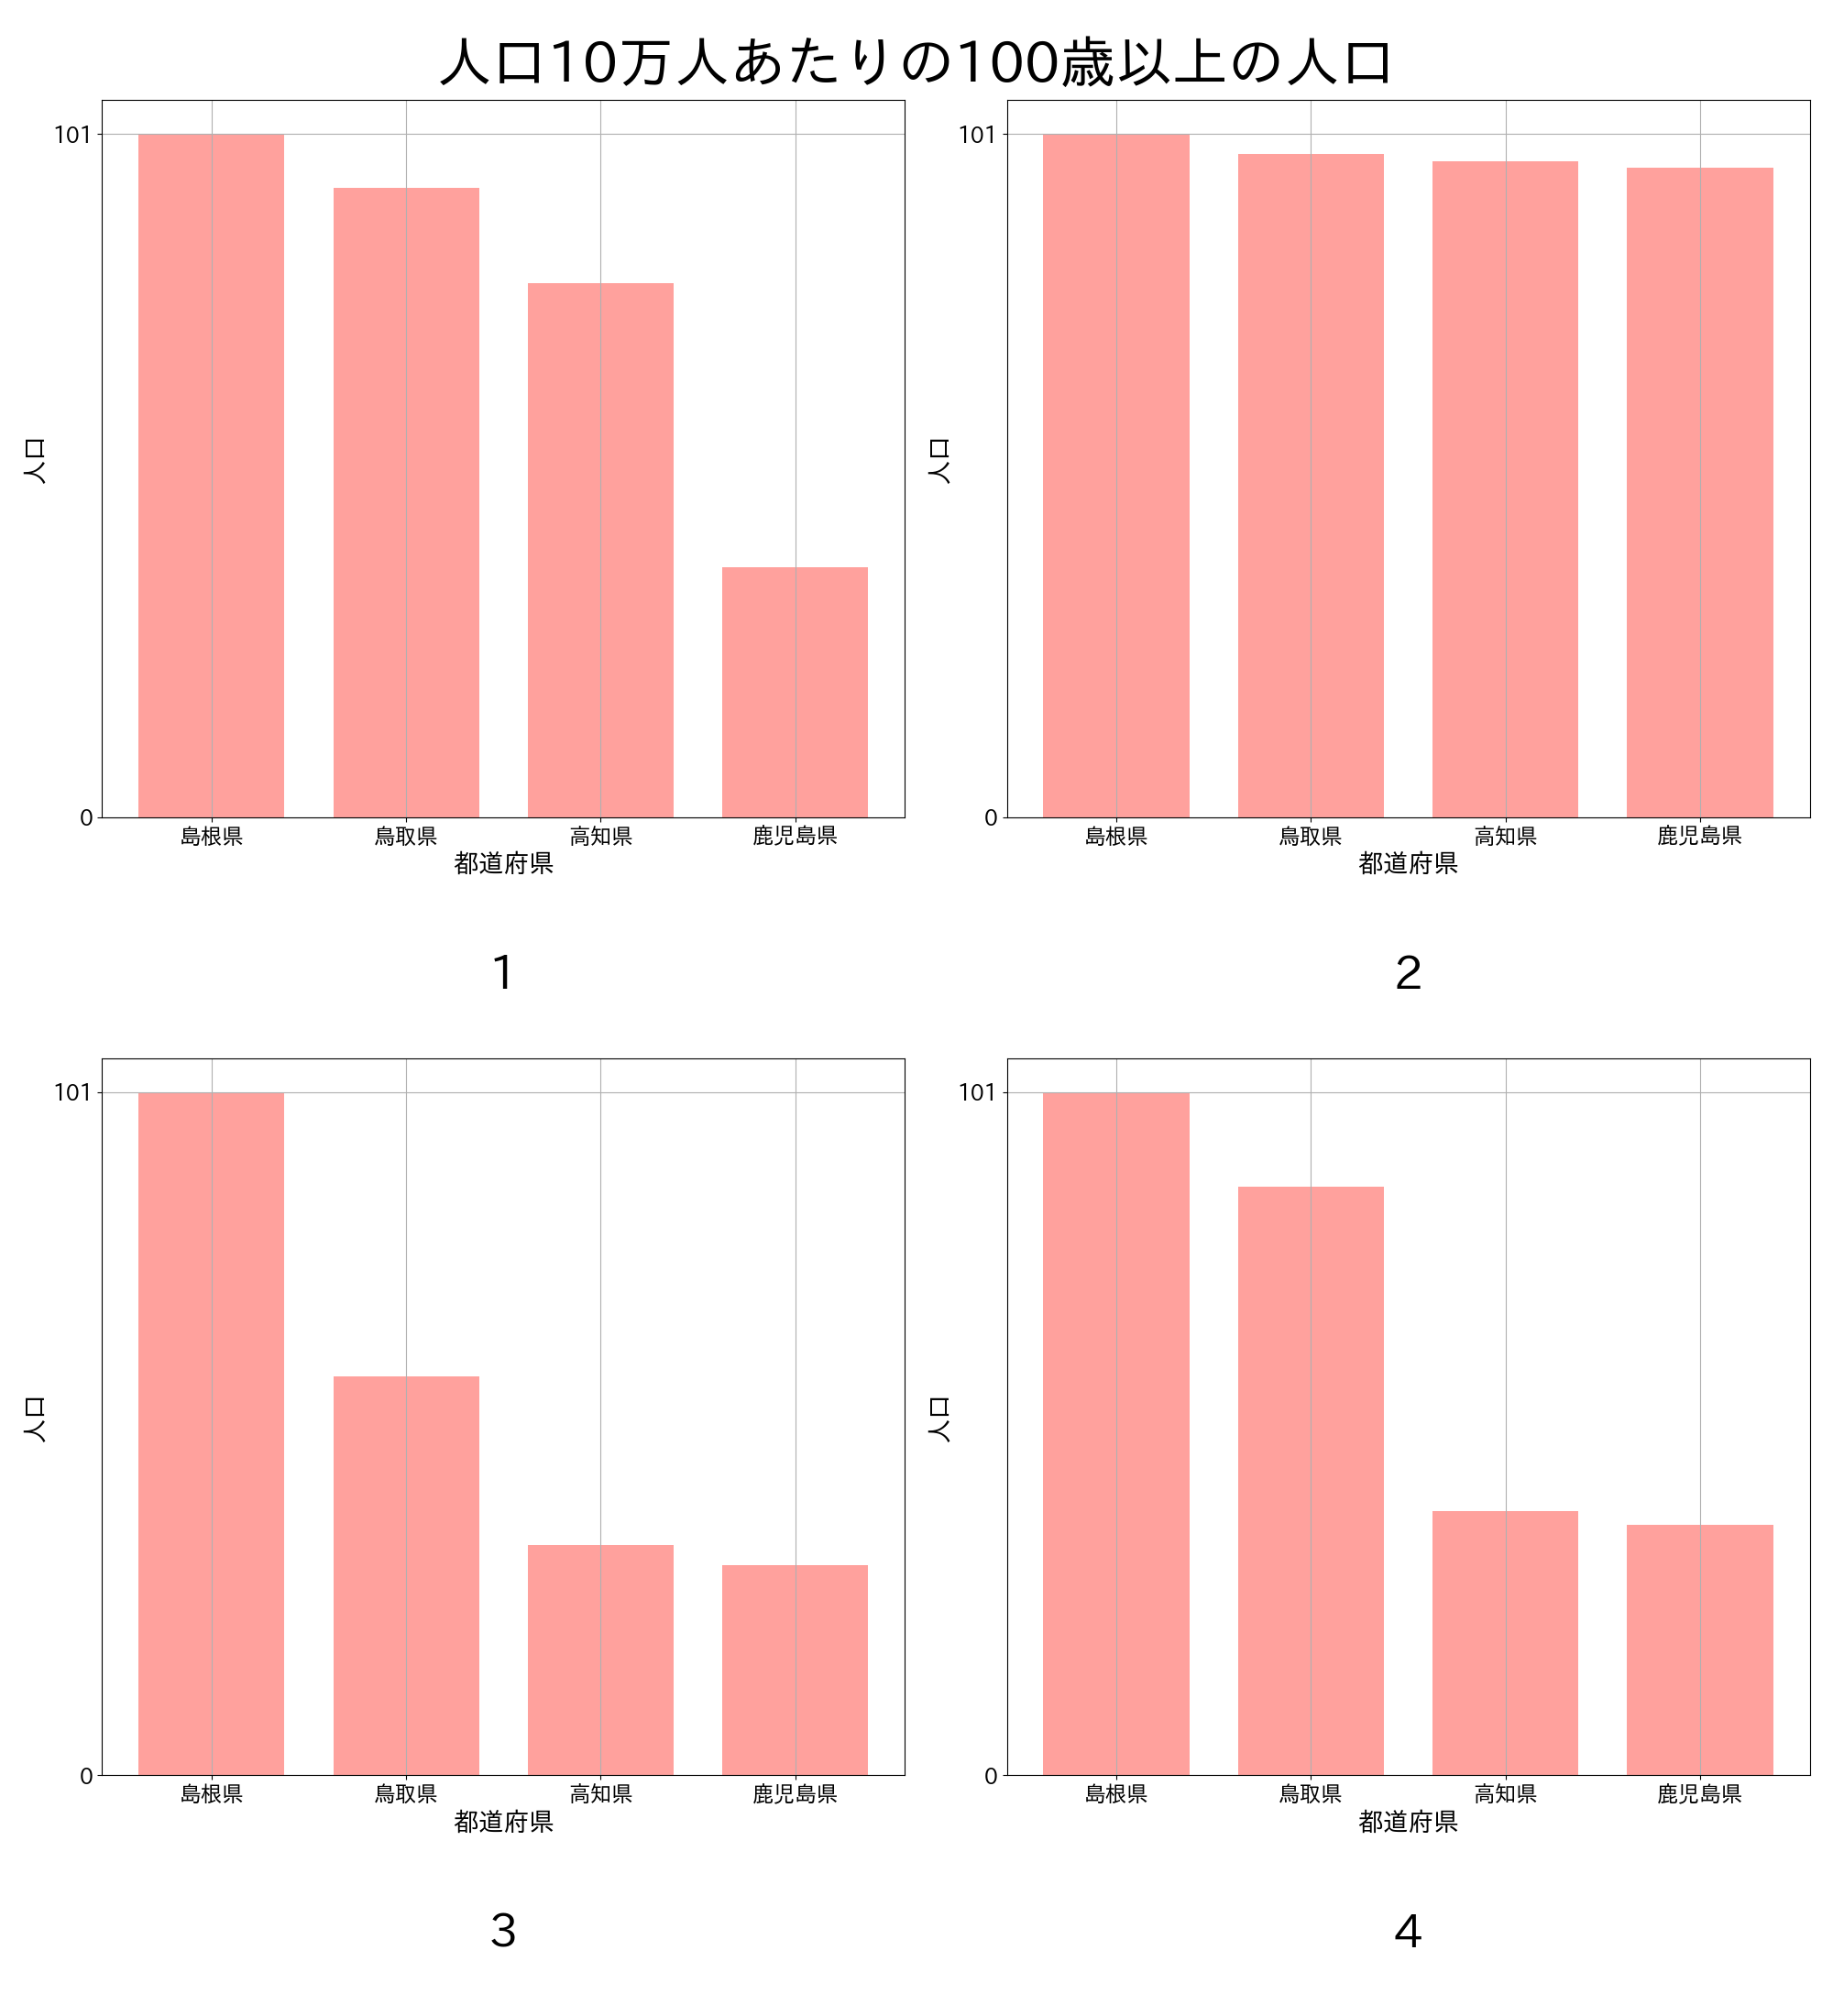 人口10万人あたりの100歳以上の人口
101
0
人口
島根県 鳥取県 高知県 鹿児島県
都道府県
1
101
0
人口
島根県 鳥取県 高知県 鹿児島県
都道府県
2
101
0
人口
島根県 鳥取県 高知県 鹿児島県
都道府県
3
101
0
人口
島根県 鳥取県 高知県 鹿児島県
都道府県
4